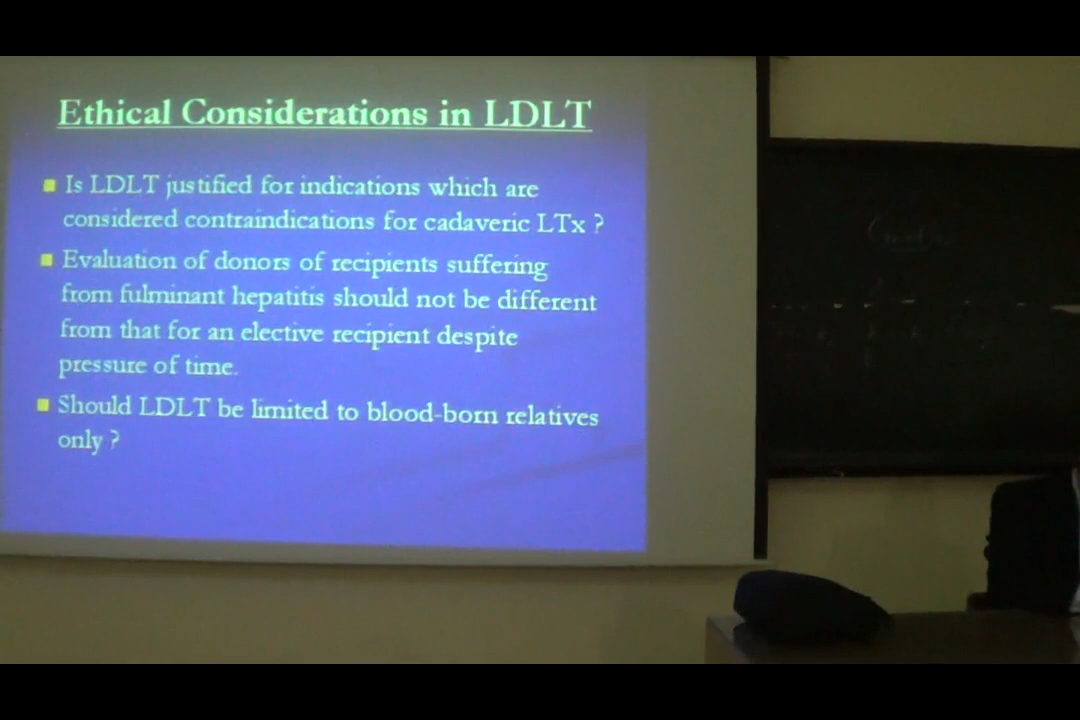 Ethical Considerations in LDLT
Is LDLT justified for indications which are
considered contraindications for cadaveric LTx ?
Evaluation of donors of recipients suffering
from fulminant hepatitis should not be different
from that for an elective recipient despite
pressure of time.
Should LDLT be limited to blood-born relatives
only ?